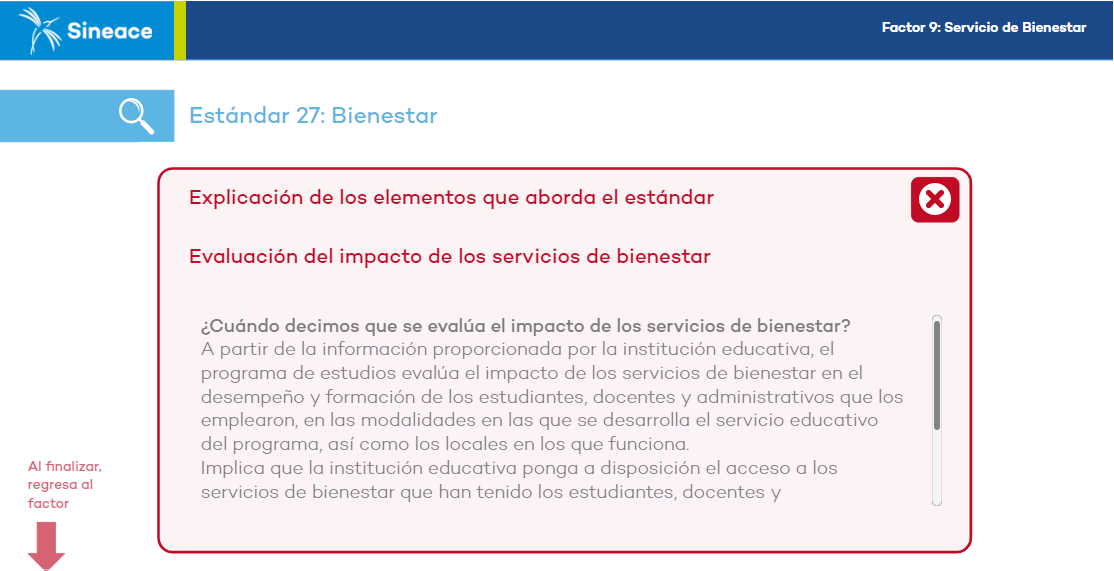 Sineace
Factor 9: Servicio de Bienestar
Estándar 27: Bienestar
Explicación de los elementos que aborda el estándar
Evaluación del impacto de los servicios de bienestar
¿Cuándo decimos que se evalúa el impacto de los servicios de bienestar?
A partir de la información proporcionada por la institución educativa, el
programa de estudios evalúa el impacto de los servicios de bienestar en el
desempeño y formación de los estudiantes, docentes y administrativos que los
emplearon, en las modalidades en las que se desarrolla el servicio educativo
del programa, así como los locales en los que funciona.
Implica que la institución educativa ponga a disposición el acceso a los
servicios de bienestar que han tenido los estudiantes, docentes y
Al finalizar,
regresa al
factor